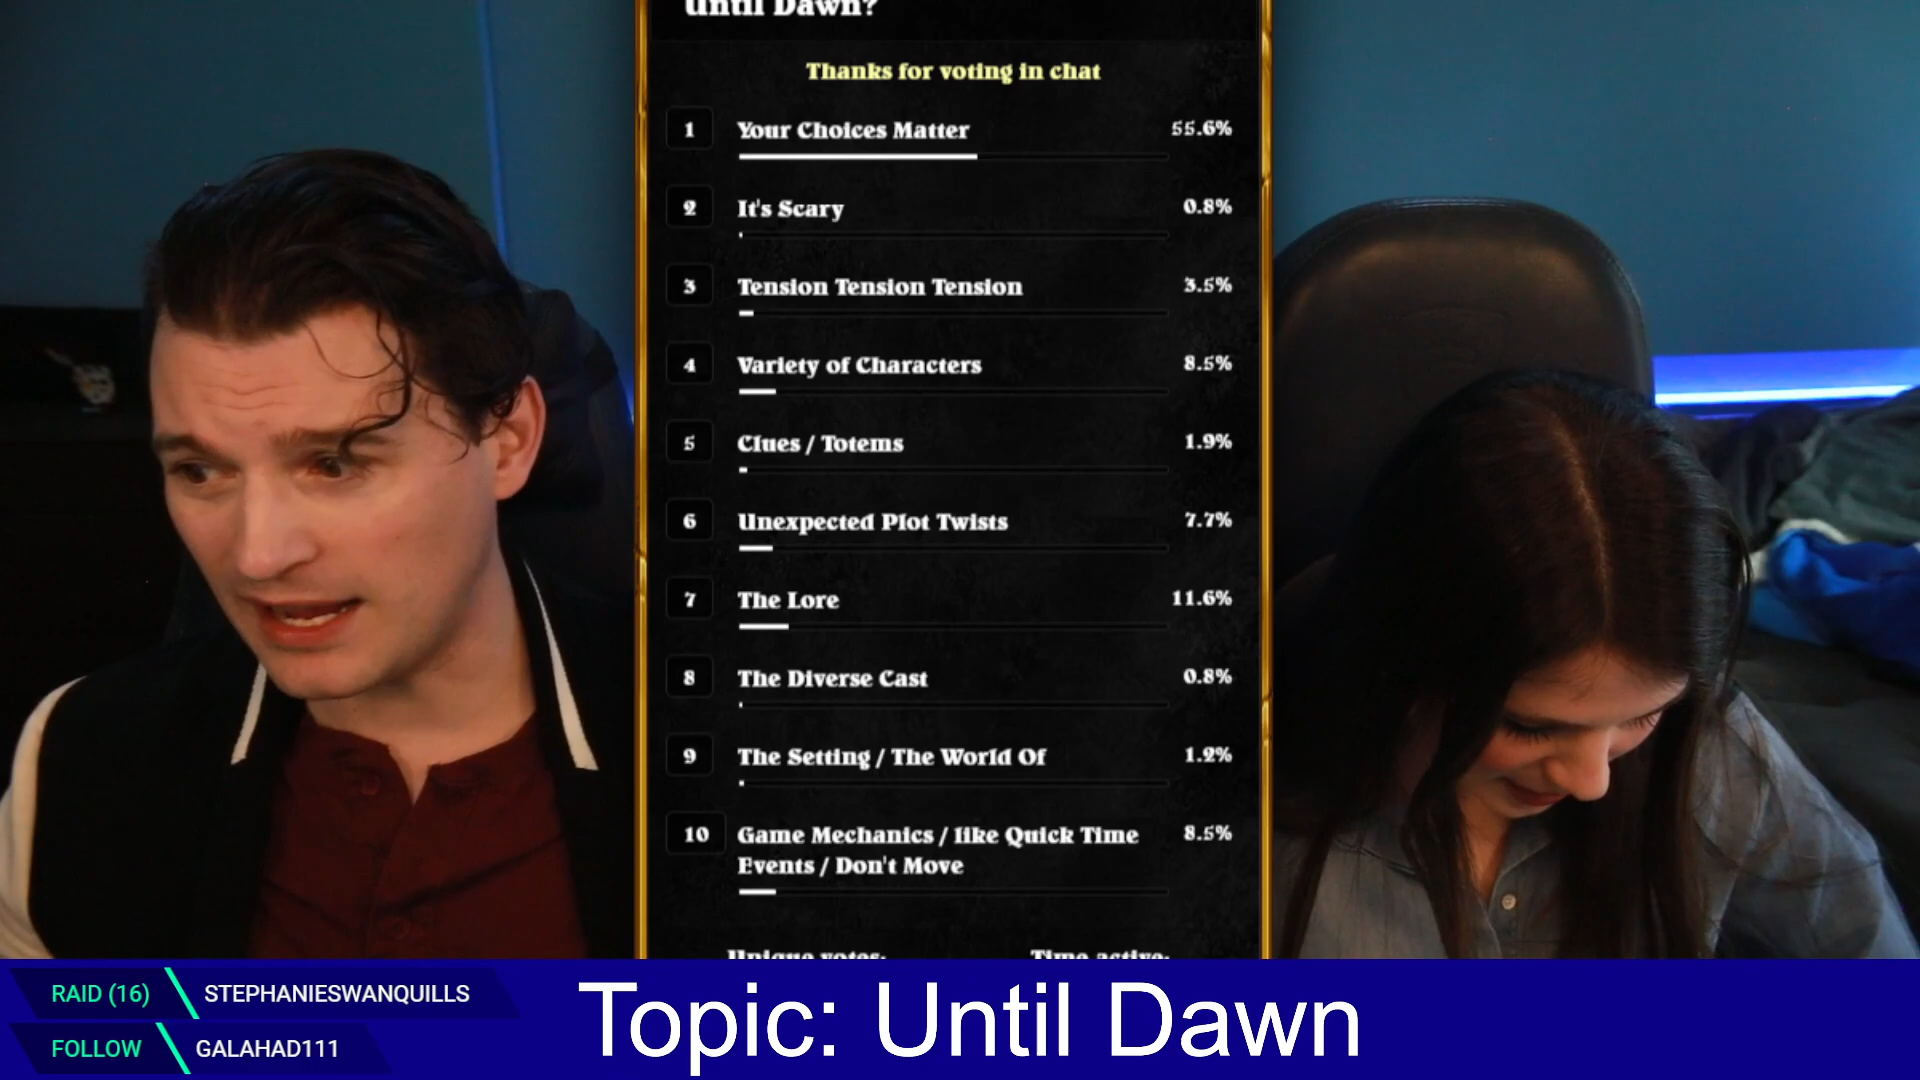 Until Dawn?
Thanks for voting in chat
1 Your Choices Matter 55.6%
2 It's Scary 0.8%
3 Tension Tension Tension 3.5%
4 Variety of Characters 8.5%
5 Clues / Totems 1.9%
6 Unexpected Plot Twists 7.7%
7 The Lore 11.6%
8 The Diverse Cast 0.8%
9 The Setting / The World Of 1.2%
10 Game Mechanics / like Quick Time 8.5%
Events / Don't Move
Unique votes: Time active:
RAID (16) STEPHANIESWANQUILLS
FOLLOW GALAHAD111
Topic: Until Dawn